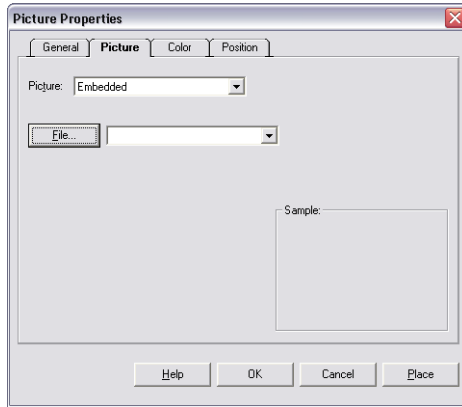 Picture Properties
General Picture Color Position
Picture: Embedded
File...
Sample:
Help OK Cancel Place